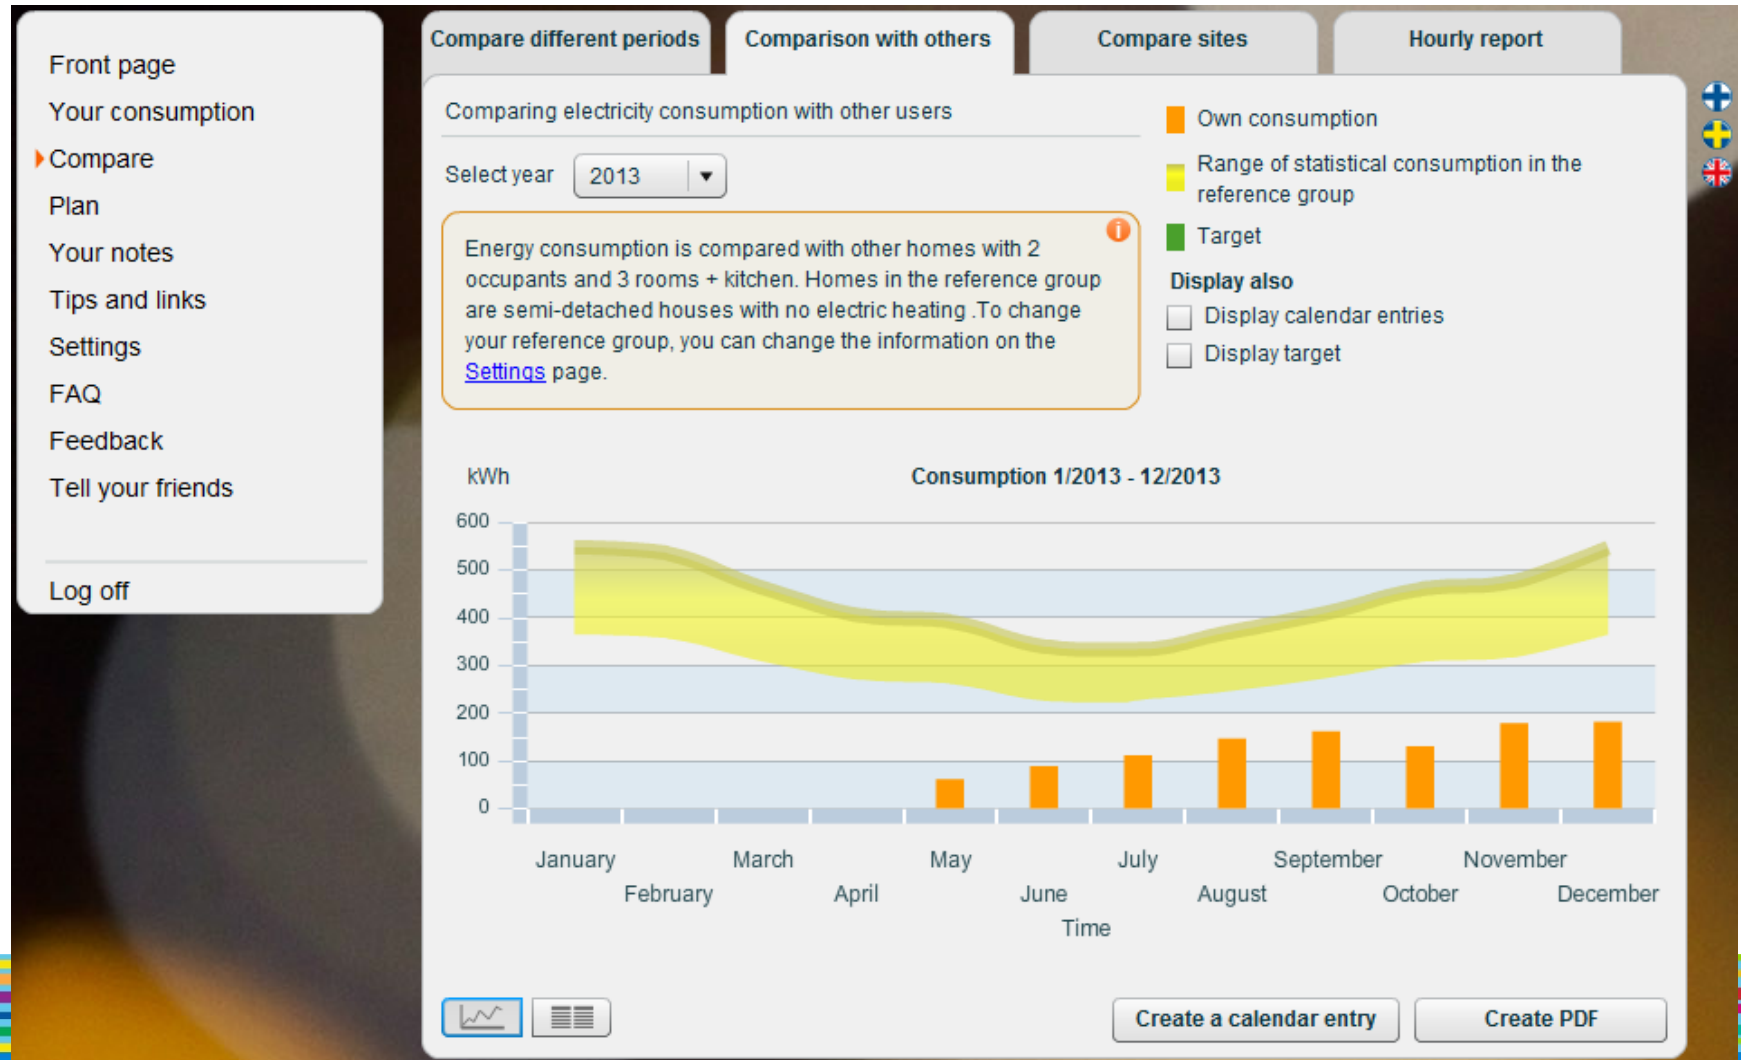 Front page
Your consumption
Compare
Plan
Your notes
Tips and links
Settings
FAQ
Feedback
Tell your friends
Log off
Compare different periods
Comparison with others
Compare sites
Hourly report
Comparing electricity consumption with other users
Select year
2013
Energy consumption is compared with other homes with 2
occupants and 3 rooms + kitchen. Homes in the reference group
are semi-detached houses with no electric heating .To change
your reference group, you can change the information on the
Settings page.
i
Own consumption
Range of statistical consumption in the
reference group
Target
Display also
Display calendar entries
Display target
kWh
Consumption 1/2013 - 12/2013
600
500
400
300
200
100
0
January
February
March
April
May
June
July
August
September
October
November
December
Time
Create a calendar entry
Create PDF